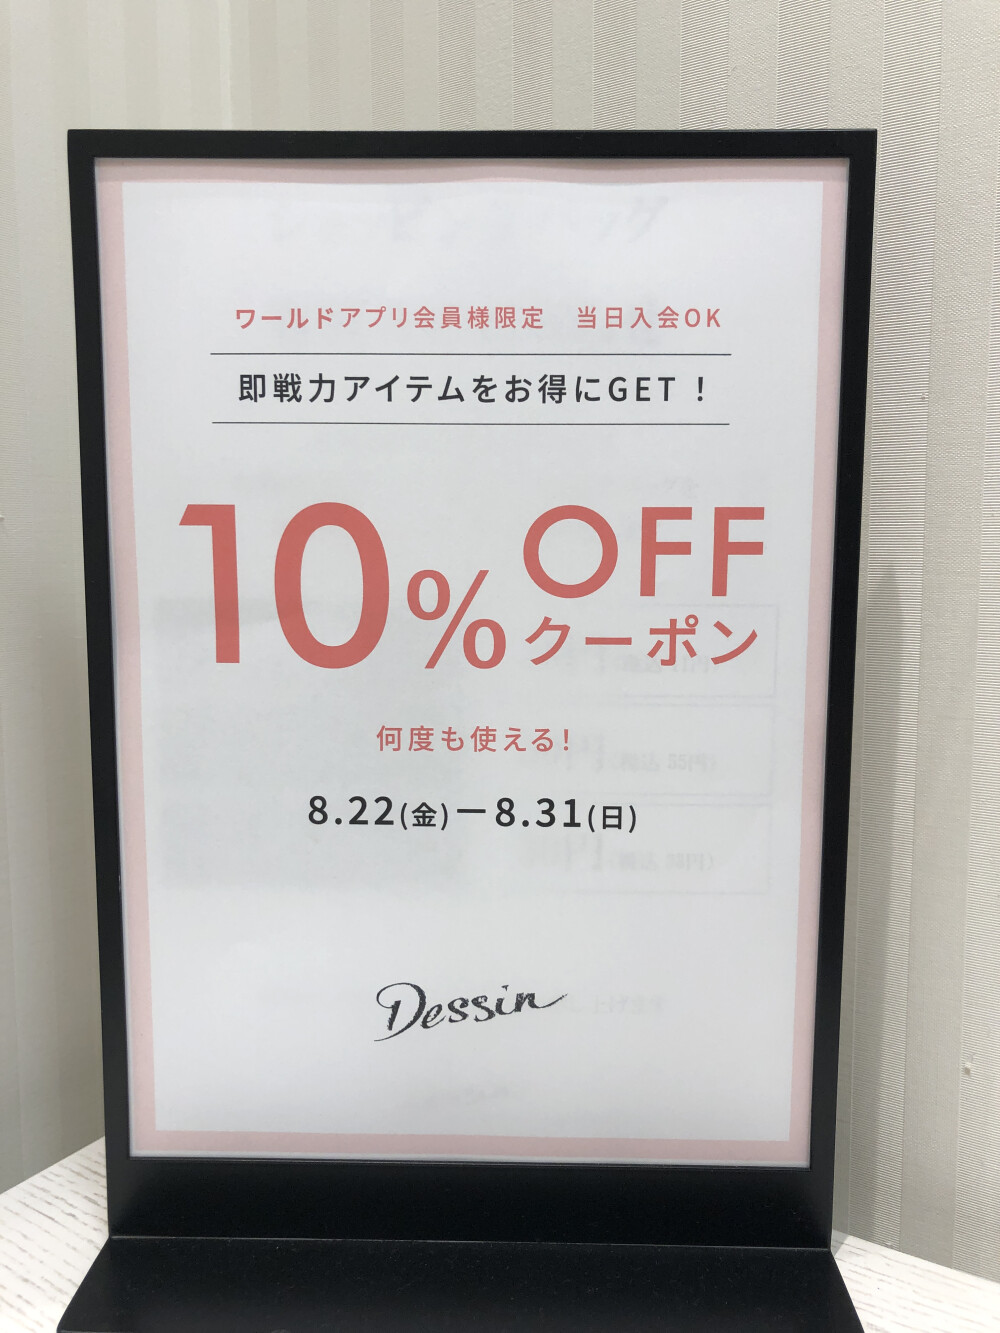 ワールドアプリ会員様限定　当日入会OK
即戦力アイテムをお得にGET！
10%OFF
クーポン
何度も使える！
8.22(金)ー8.31(日)
Dessin